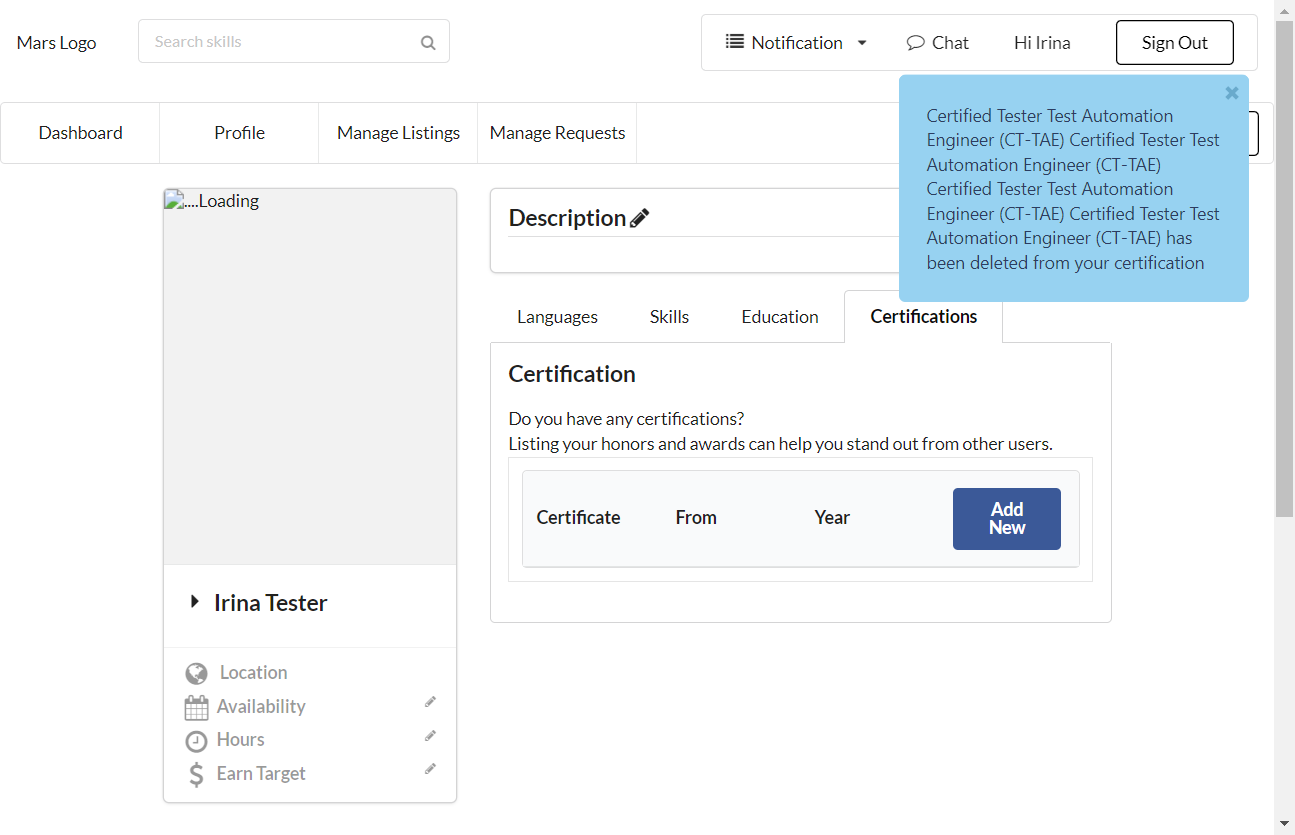 Mars Logo
Search skills
Notification
Chat
Hi Irina
Sign Out
Dashboard
Profile
Manage Listings
Manage Requests
Certified Tester Test Automation
Engineer (CT-TAE) Certified Tester Test
Automation Engineer (CT-TAE)
Certified Tester Test Automation
Engineer (CT-TAE) Certified Tester Test
Automation Engineer (CT-TAE) has
been deleted from your certification
....Loading
Description
Languages
Skills
Education
Certifications
Certification
Do you have any certifications?
Listing your honors and awards can help you stand out from other users.
Certificate
From
Year
Add
New
Irina Tester
Location
Availability
Hours
Earn Target